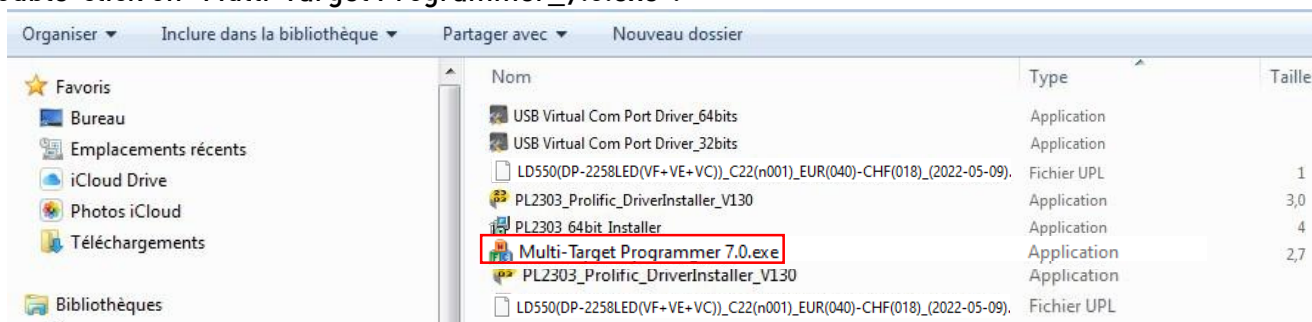 Organiser Inclure dans la bibliothèque Partager avec Nouveau dossier
Favoris
Bureau
Emplacements récents
iCloud Drive
Photos iCloud
Téléchargements
Bibliothèques
Nom Type Taille
USB Virtual Com Port Driver_64bits Application
USB Virtual Com Port Driver_32bits Application
LD550(DP-2258LED(VF+VE+VC))_C22(n001)_EUR(040)-CHF(018)_(2022-05-09). Fichier UPL 1
PL2303_Prolific_DriverInstaller_V130 Application 3,0
PL2303 64bit Installer Application 4
Multi-Target Programmer 7.0.exe Application 2,7
PL2303_Prolific_DriverInstaller_V130 Application
LD550(DP-2258LED(VF+VE+VC))_C22(n001)_EUR(040)-CHF(018)_(2022-05-09). Fichier UPL